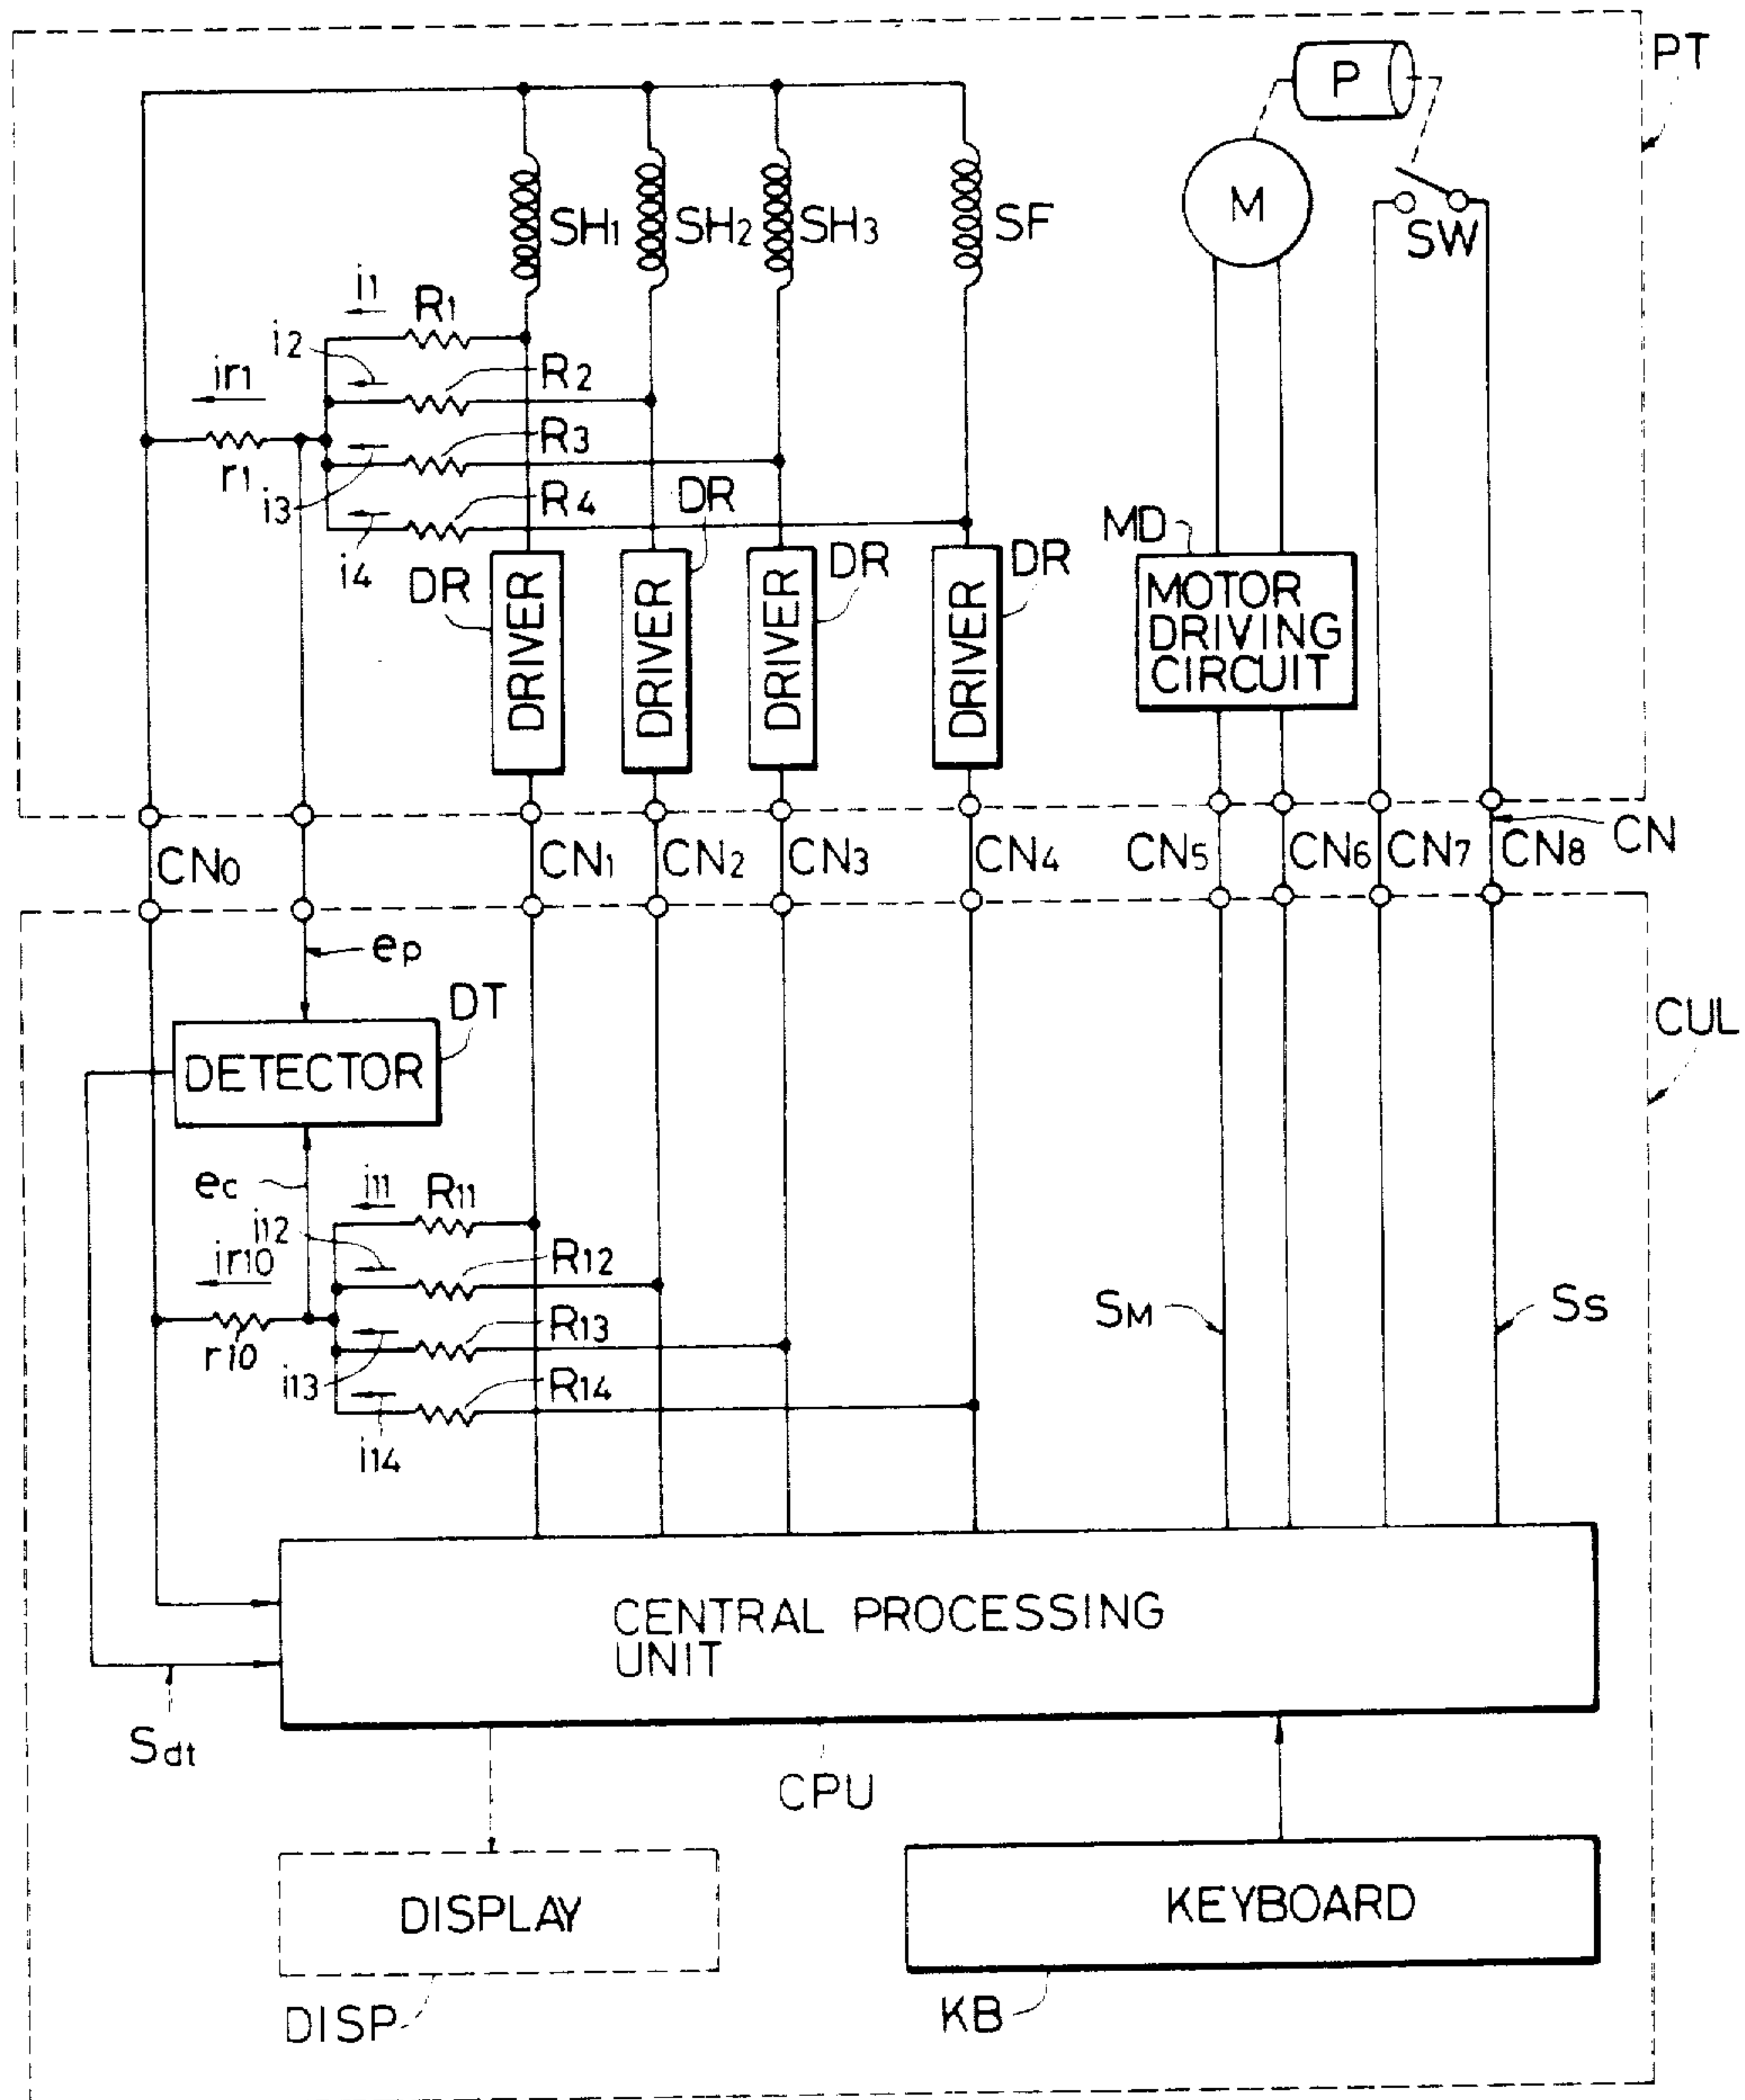 PT
P
M
SW
SH1
SH2
SH3
SF
i1
R1
i2
R2
ir1
R3
r1
i3
R4
i4
DR
DR
DR
DR
MD
DRIVER
DRIVER
DRIVER
DRIVER
MOTOR
DRIVING
CIRCUIT
CN0
CN1
CN2
CN3
CN4
CN5
CN6
CN7
CN8
CN
ep
DT
DETECTOR
CUL
ec
i11
R11
i12
R12
ir10
R13
r10
i13
R14
i14
SM
Ss
CENTRAL PROCESSING
UNIT
Sdt
CPU
DISPLAY
KEYBOARD
DISP
KB